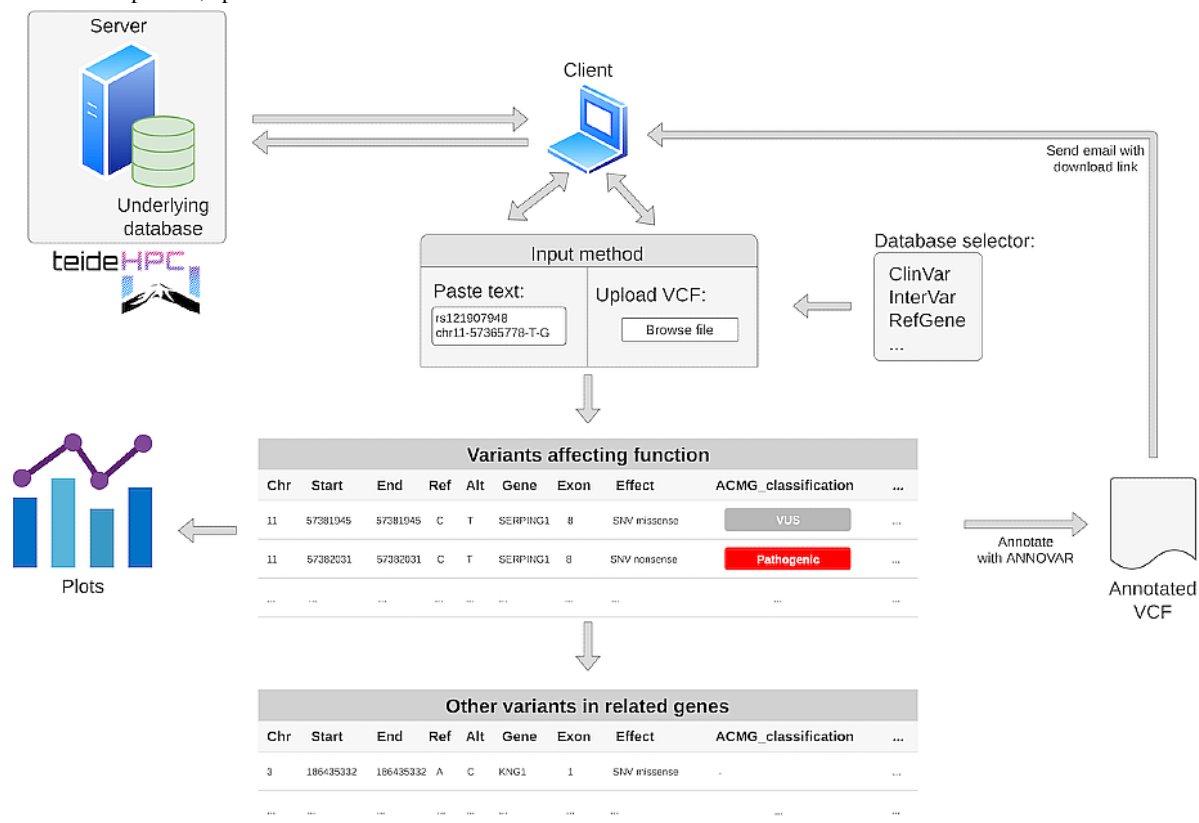 Server
Client
Underlying
database
teideHPC
Send email with
download link
Input method
Paste text:
rs121907948
chr11-57365778-T-G
Upload VCF:
Browse file
Database selector:
ClinVar
InterVar
RefGene
...
Variants affecting function
Chr Start End Ref Alt Gene Exon Effect ACMG_classification ...
11 57381945 57381945 C T SERPING1 8 SNV missense VUS ...
11 57382031 57382031 C T SERPING1 8 SNV nonsense Pathogenic ...
... ... ... ... ... ... ... ... ... ...
Plots
Annotate
with ANNOVAR
Annotated
VCF
Other variants in related genes
Chr Start End Ref Alt Gene Exon Effect ACMG_classification ...
3 186435332 186435332 A C KNG1 1 SNV missense - ...
... ... ... ... ... ... ... ... ... ...